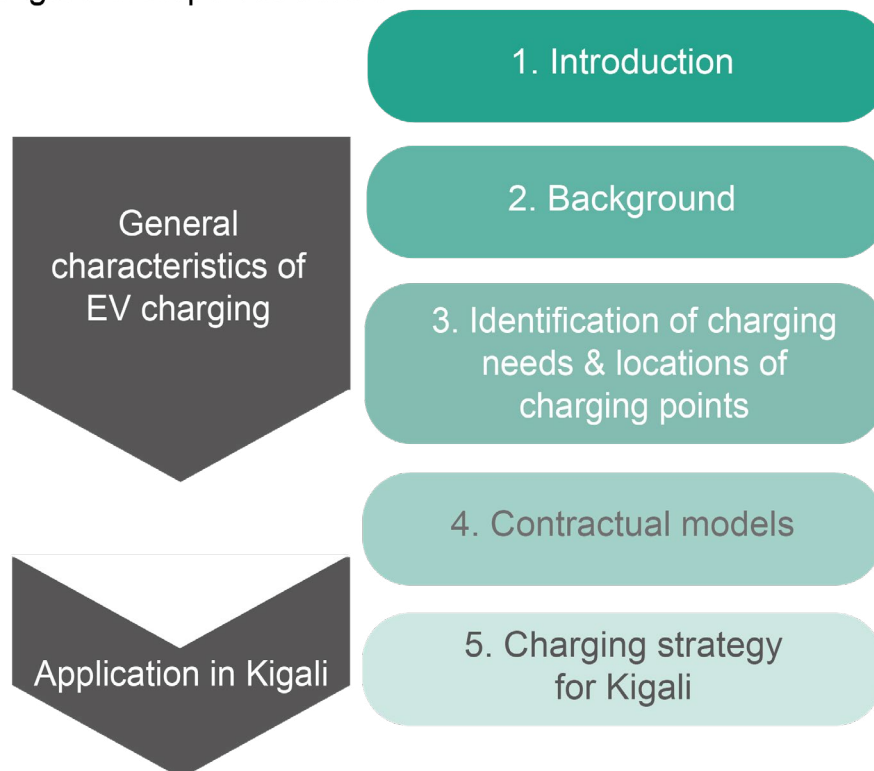 1. Introduction
General
characteristics of
EV charging
2. Background
3. Identification of charging
needs & locations of
charging points
4. Contractual models
Application in Kigali
5. Charging strategy
for Kigali